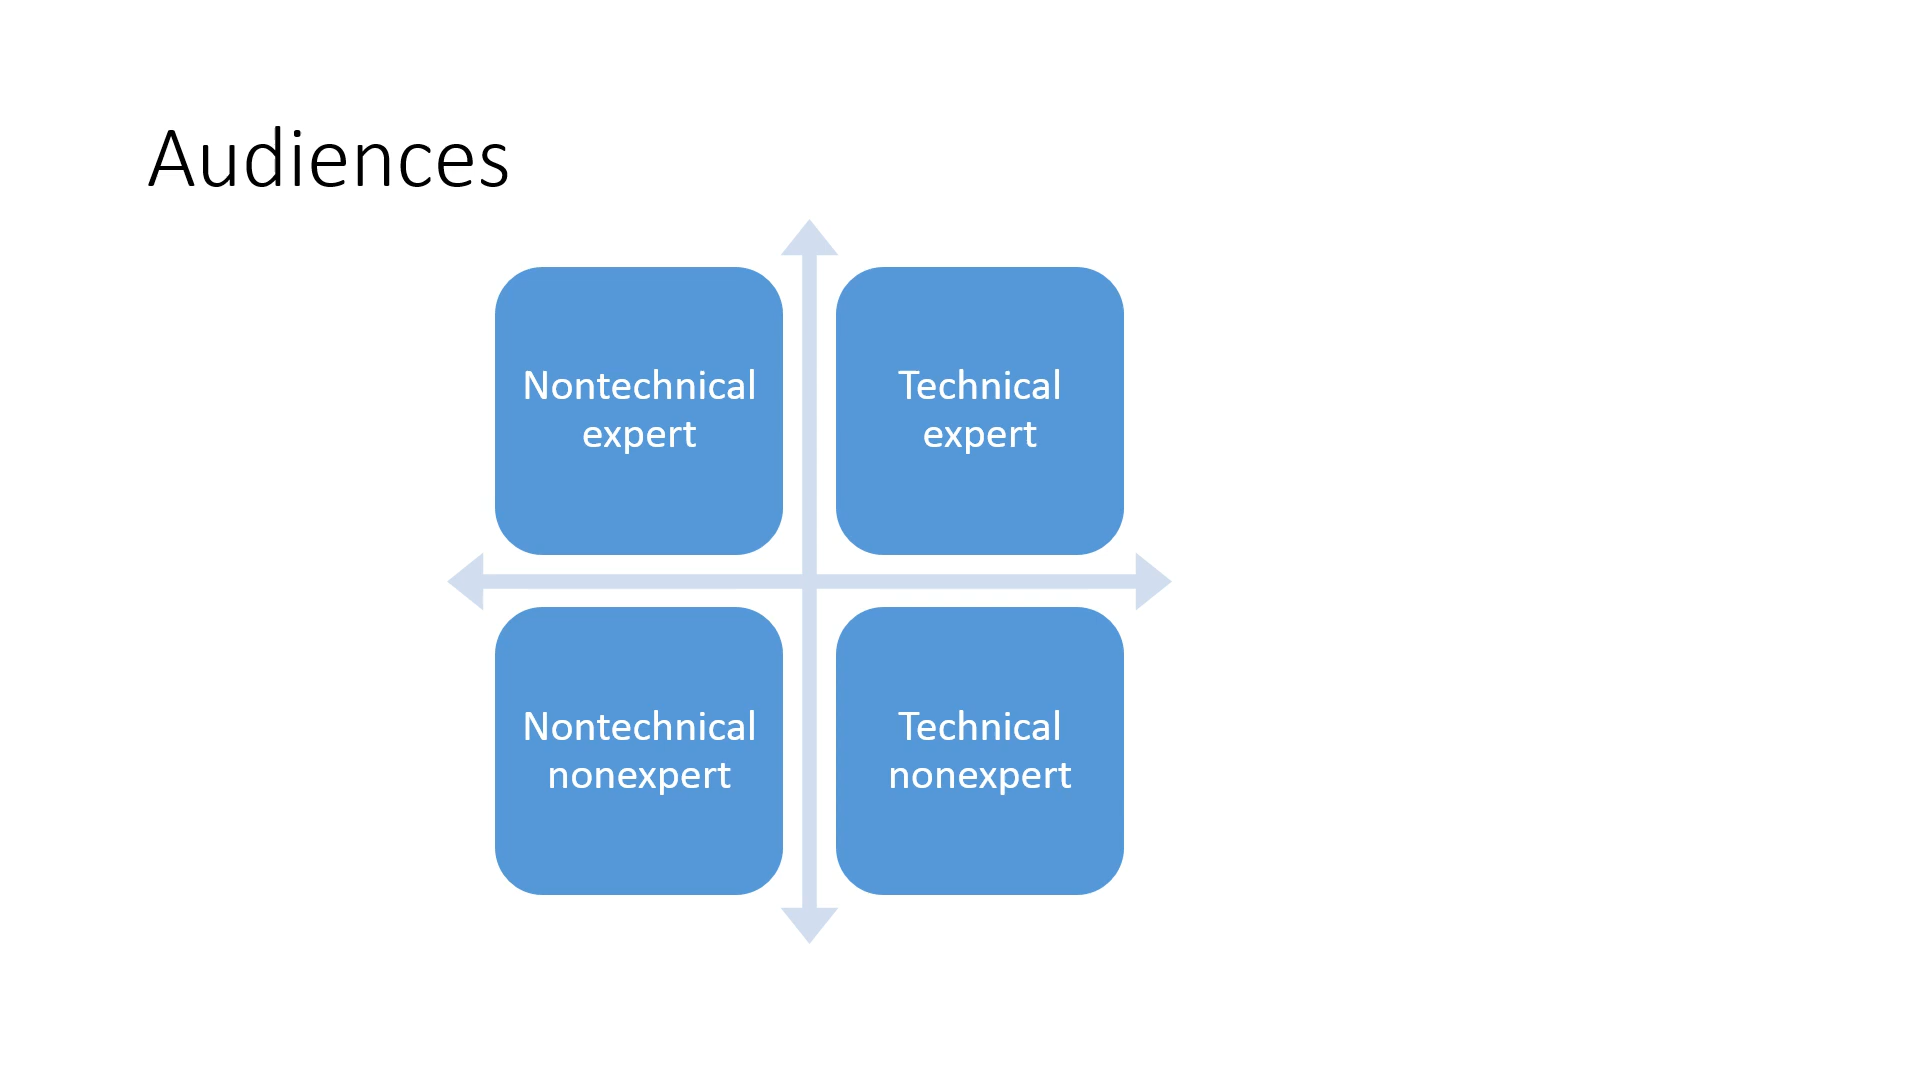 Audiences
Nontechnical
expert
Technical
expert
Nontechnical
nonexpert
Technical
nonexpert